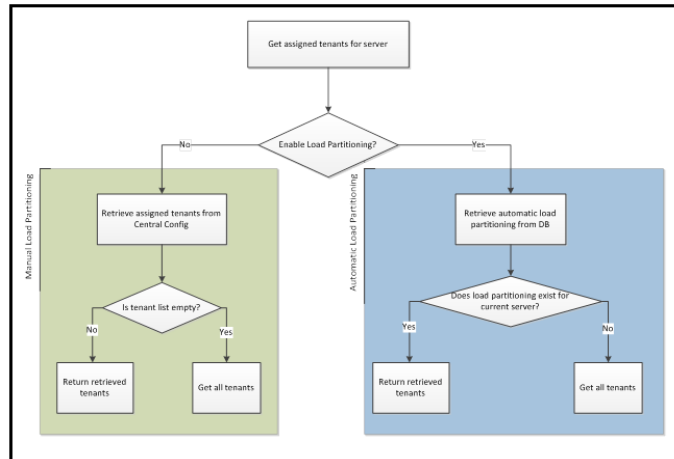 Get assigned tenants for server
Enable Load Partitioning?
No
Yes
Manual Load Partitioning
Retrieve assigned tenants from
Central Config
Is tenant list empty?
No
Yes
Return retrieved
tenants
Get all tenants
Automatic Load Partitioning
Retrieve automatic load
partitioning from DB
Does load partitioning exist for
current server?
Yes
No
Return retrieved
tenants
Get all tenants